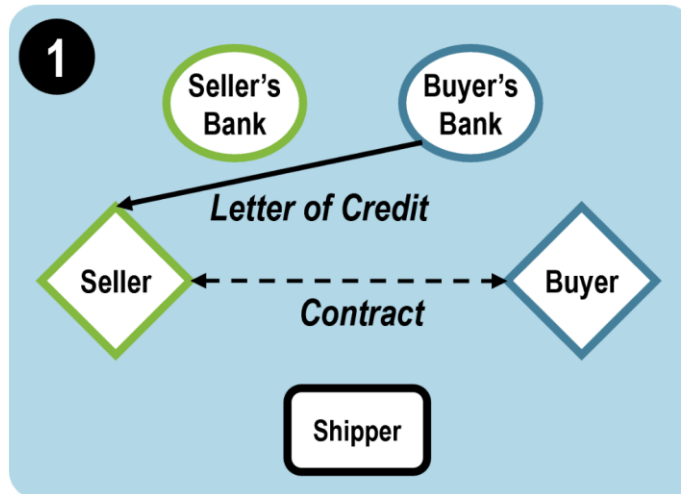 1
Seller's
Bank
Buyer's
Bank
Letter of Credit
Seller
Buyer
Contract
Shipper